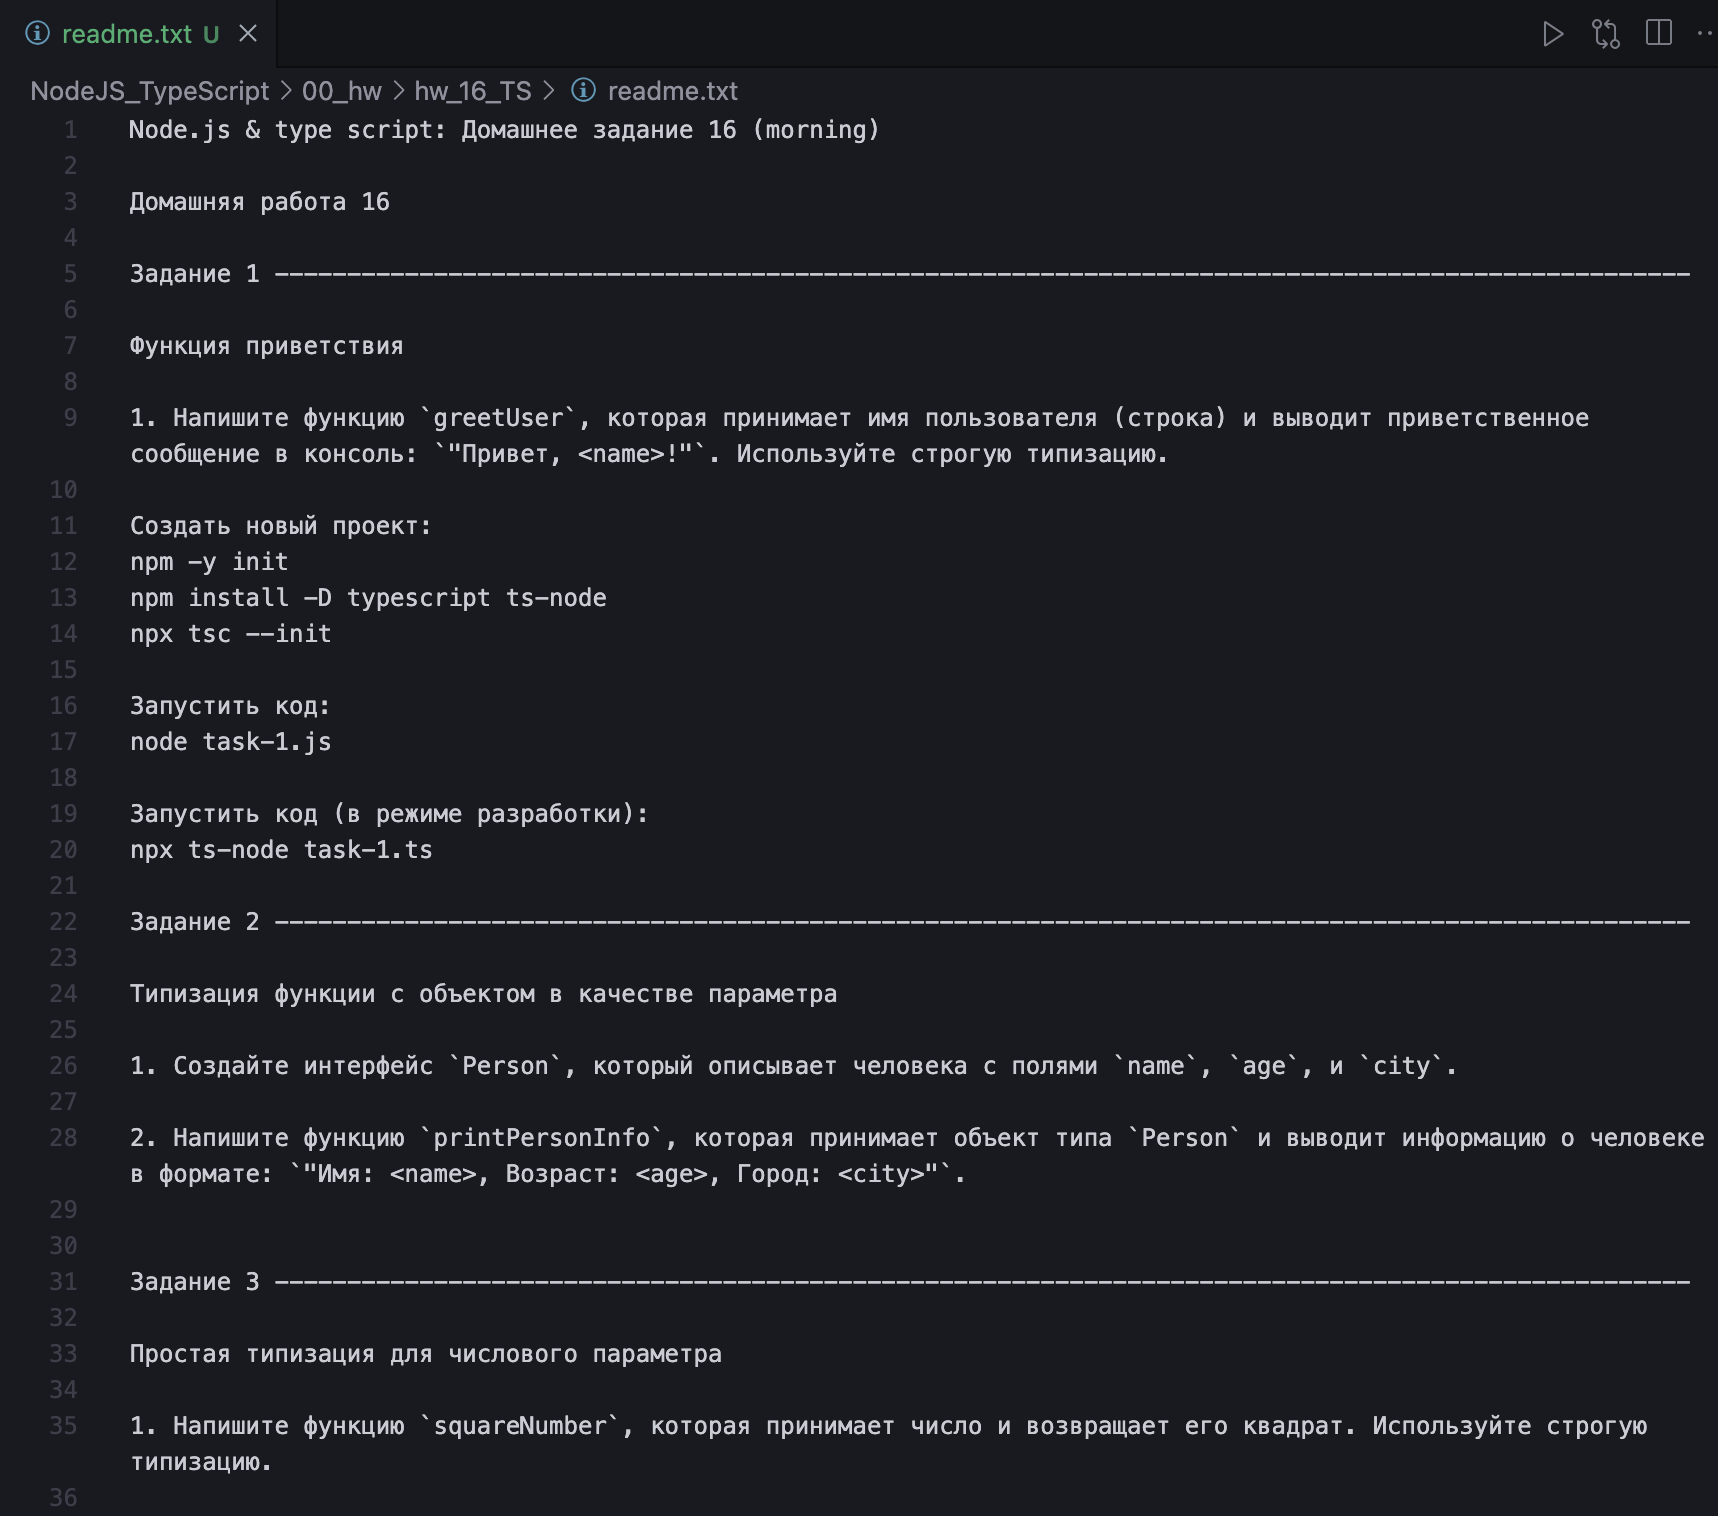 readme.txt U
NodeJS_TypeScript > 00_hw > hw_16_TS > readme.txt
1 Node.js & type script: Домашнее задание 16 (morning)
2
3 Домашняя работа 16
4
5 Задание 1 --------------------------------------------------------------------------------------------------
6
7 Функция приветствия
8
9 1. Напишите функцию `greetUser`, которая принимает имя пользователя (строка) и выводит приветственное
сообщение в консоль: `"Привет, <name>!"`. Используйте строгую типизацию.
10
11 Создать новый проект:
12 npm -y init
13 npm install -D typescript ts-node
14 npx tsc --init
15
16 Запустить код:
17 node task-1.js
18
19 Запустить код (в режиме разработки):
20 npx ts-node task-1.ts
21
22 Задание 2 --------------------------------------------------------------------------------------------------
23
24 Типизация функции с объектом в качестве параметра
25
26 1. Создайте интерфейс `Person`, который описывает человека с полями `name`, `age`, и `city`.
27
28 2. Напишите функцию `printPersonInfo`, которая принимает объект типа `Person` и выводит информацию о человеке
в формате: `"Имя: <name>, Возраст: <age>, Город: <city>"`.
29
30
31 Задание 3 --------------------------------------------------------------------------------------------------
32
33 Простая типизация для числового параметра
34
35 1. Напишите функцию `squareNumber`, которая принимает число и возвращает его квадрат. Используйте строгую
типизацию.
36